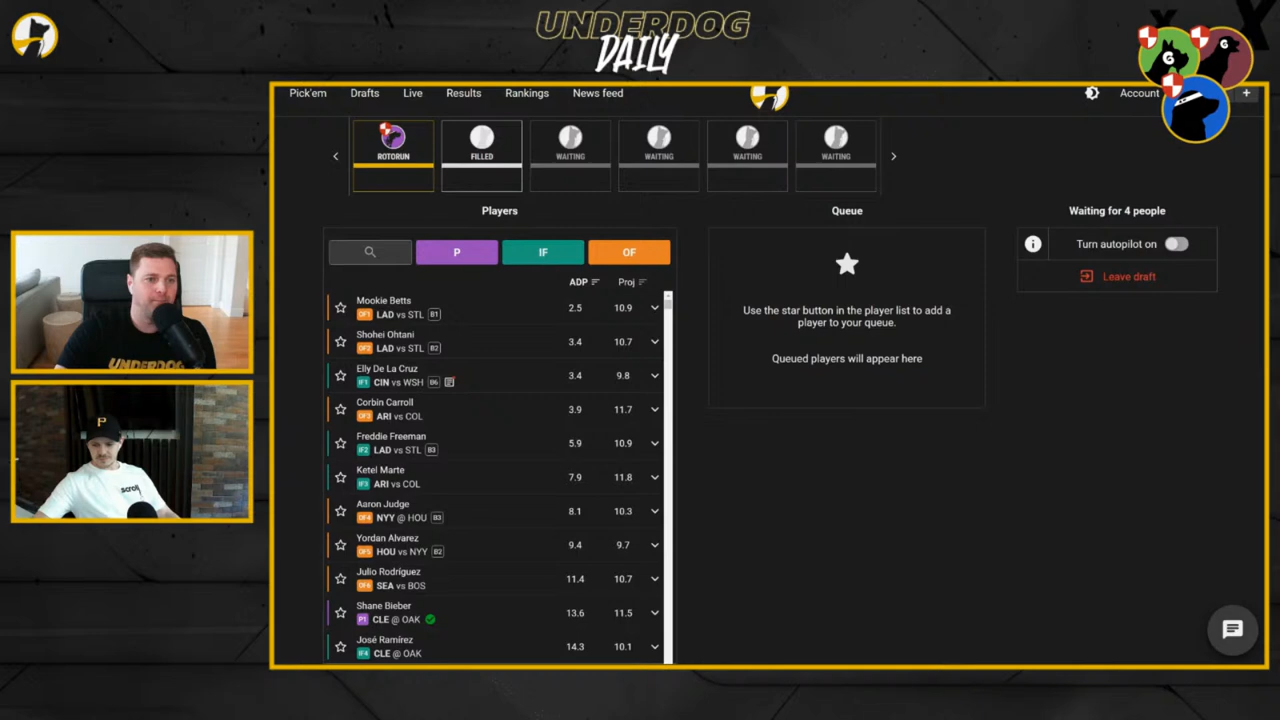 UNDERDOG
DAILY
Pick'em Drafts Live Results Rankings News feed Account +
ROTORUN FILLED WAITING WAITING WAITING WAITING
Players Queue Waiting for 4 people
P IF OF
Turn autopilot on
Leave draft
ADP Proj
Mookie Betts
OF1 LAD vs STL B1 2.5 10.9
Shohei Ohtani
OF2 LAD vs STL B2 3.4 10.7
Elly De La Cruz
IF1 CIN vs WSH B6 3.4 9.8
Corbin Carroll
OF3 ARI vs COL 3.9 11.7
Freddie Freeman
IF2 LAD vs STL B3 5.9 10.9
Ketel Marte
IF3 ARI vs COL 7.9 11.8
Aaron Judge
OF4 NYY @ HOU B3 8.1 10.3
Yordan Alvarez
OF5 HOU vs NYY B2 9.4 9.7
Julio Rodríguez
OF6 SEA vs BOS 11.4 10.7
Shane Bieber
P1 CLE @ OAK 13.6 11.5
José Ramírez
IF4 CLE @ OAK 14.3 10.1
Use the star button in the player list to add a
player to your queue.
Queued players will appear here
UNDERDOG
P
G
G